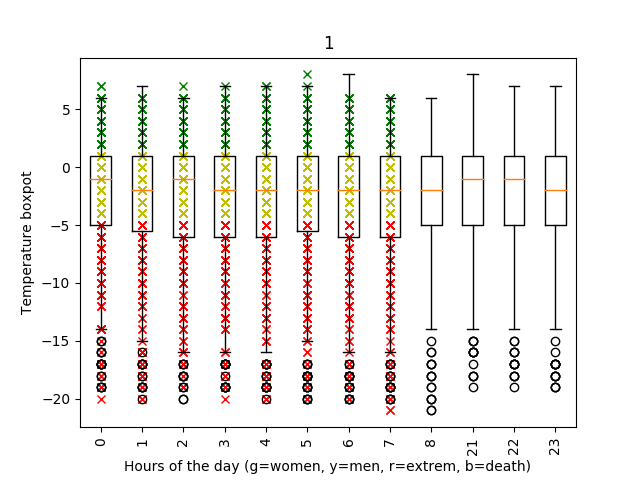 1
Temperature boxpot
5
0
−5
−10
−15
−20
0 1 2 3 4 5 6 7 8 21 22 23
Hours of the day (g=women, y=men, r=extrem, b=death)